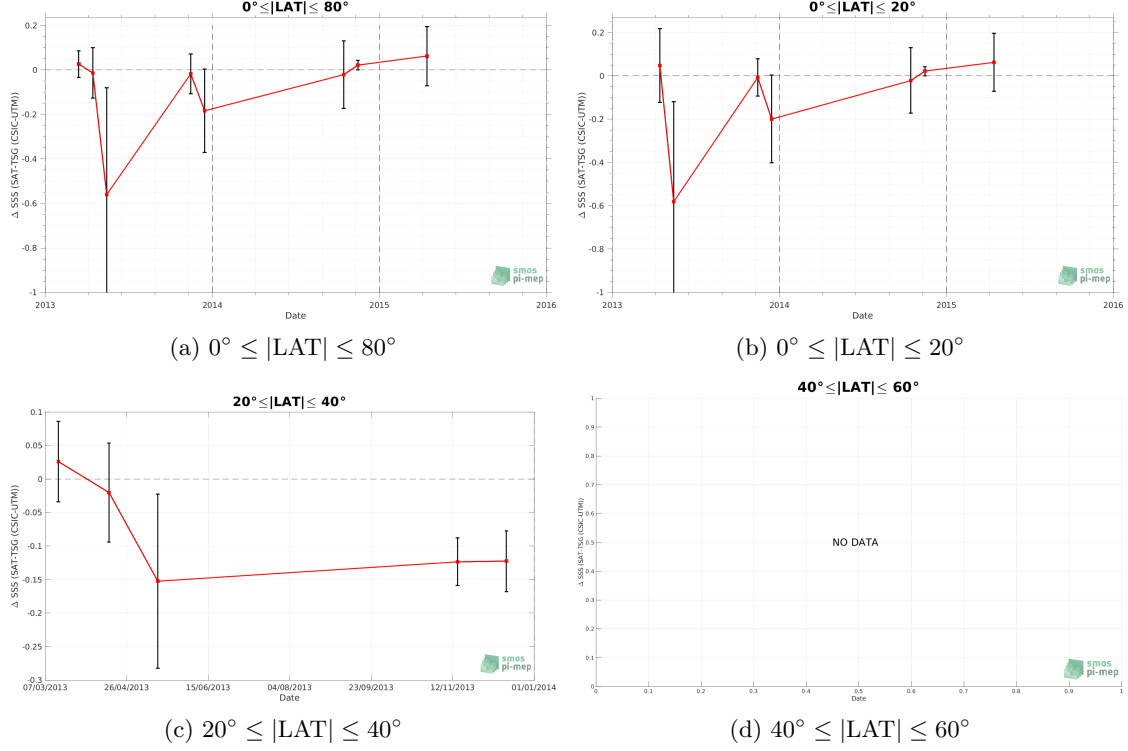 0°≤|LAT|≤ 80°
0.2
0
-0.2
-0.4
-0.6
-0.8
-1
Δ SSS (SAT-TSG (CSIC-UTM))
2013
2014
2015
2016
Date
smos
pi-mep
(a) 0° ≤ |LAT| ≤ 80°
0°≤|LAT|≤ 20°
0.2
0
-0.2
-0.4
-0.6
-0.8
-1
Δ SSS (SAT-TSG (CSIC-UTM))
2013
2014
2015
2016
Date
smos
pi-mep
(b) 0° ≤ |LAT| ≤ 20°
20°≤|LAT|≤ 40°
0.1
0.05
0
-0.05
-0.1
-0.15
-0.2
-0.25
-0.3
Δ SSS (SAT-TSG (CSIC-UTM))
07/03/2013
26/04/2013
15/06/2013
04/08/2013
23/09/2013
12/11/2013
01/01/2014
Date
smos
pi-mep
(c) 20° ≤ |LAT| ≤ 40°
40°≤|LAT|≤ 60°
1
0.9
0.8
0.7
0.6
0.5
0.4
0.3
0.2
0.1
0
Δ SSS (SAT-TSG (CSIC-UTM))
NO DATA
0
0.1
0.2
0.3
0.4
0.5
0.6
0.7
0.8
0.9
1
Date
smos
pi-mep
(d) 40° ≤ |LAT| ≤ 60°